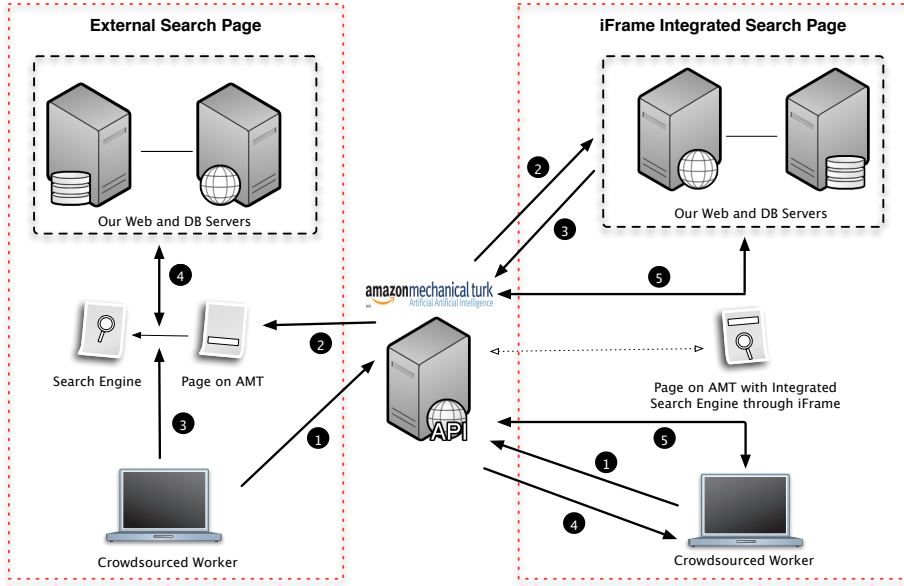 External Search Page
iFrame Integrated Search Page
Our Web and DB Servers
Our Web and DB Servers
2
3
4
5
amazonmechanical turk
Artificial Artificial Intelligence
2
Search Engine
Page on AMT
Page on AMT with Integrated
Search Engine through iFrame
API
3
1
5
1
4
Crowdsourced Worker
Crowdsourced Worker